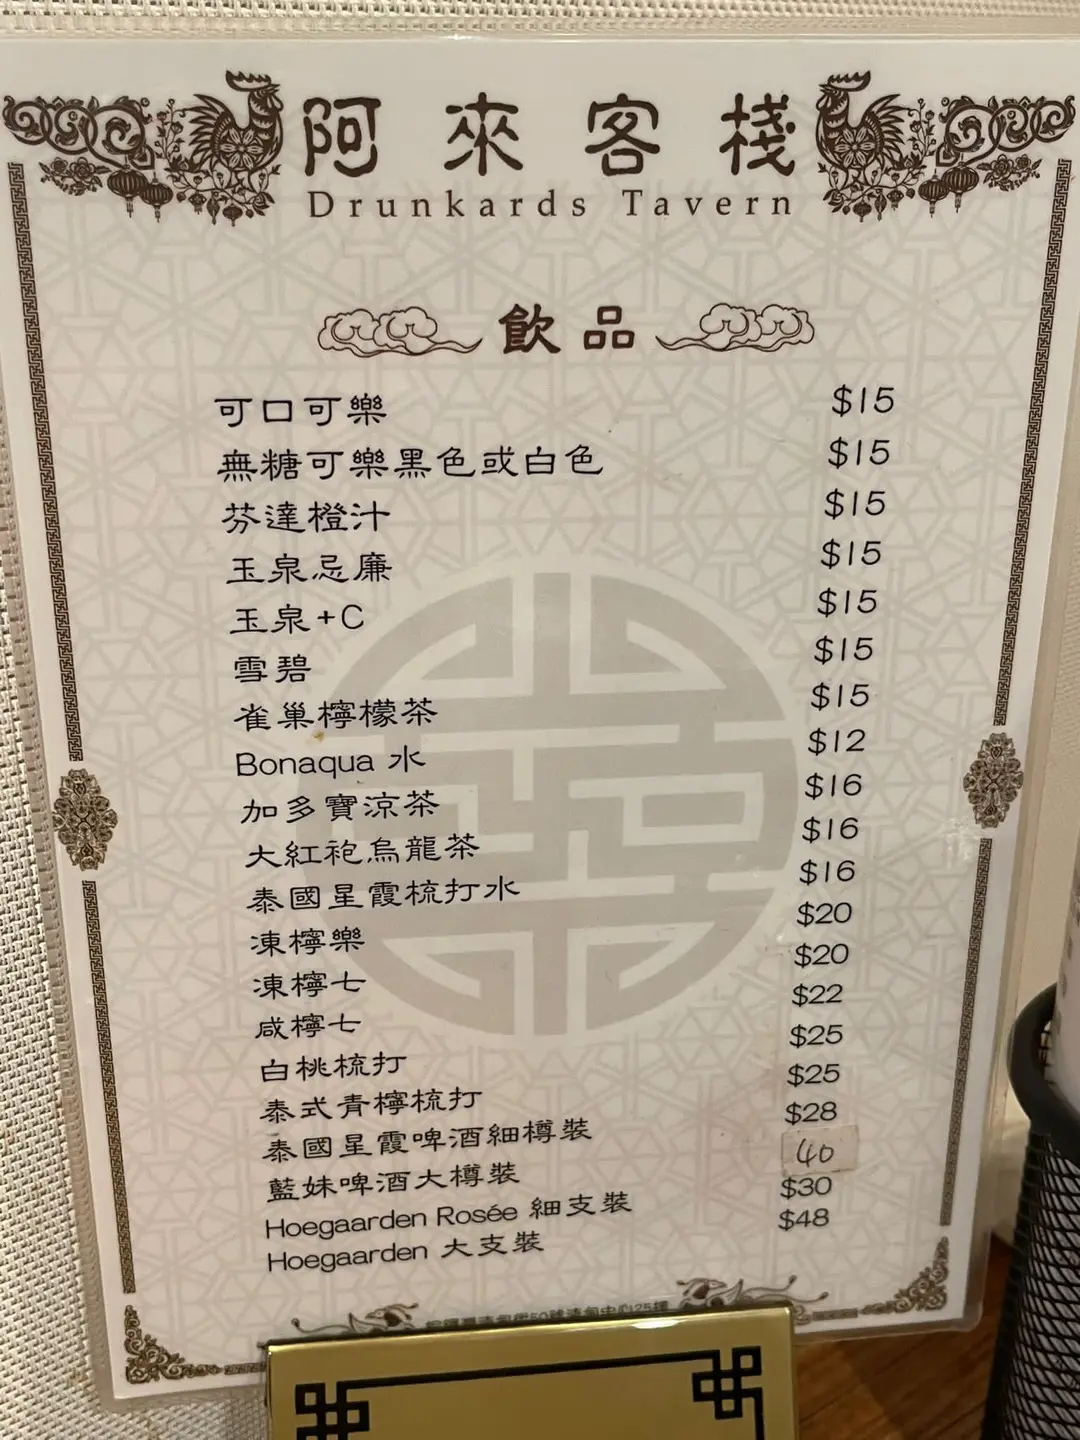 阿來客棧
Drunkards Tavern
飲品
可口可樂 $15
無糖可樂黑色或白色 $15
芬達橙汁 $15
玉泉忌廉 $15
玉泉+C $15
雪碧 $15
雀巢檸檬茶 $15
Bonaqua 水 $12
加多寶涼茶 $16
大紅袍烏龍茶 $16
泰國星霞梳打水 $16
凍檸樂 $20
凍檸七 $20
咸檸七 $22
白桃梳打 $25
泰式青檸梳打 $25
泰國星霞啤酒細樽裝 $28
藍妹啤酒大樽裝 40
Hoegaarden Rosée 細支裝 $30
Hoegaarden 大支裝 $48